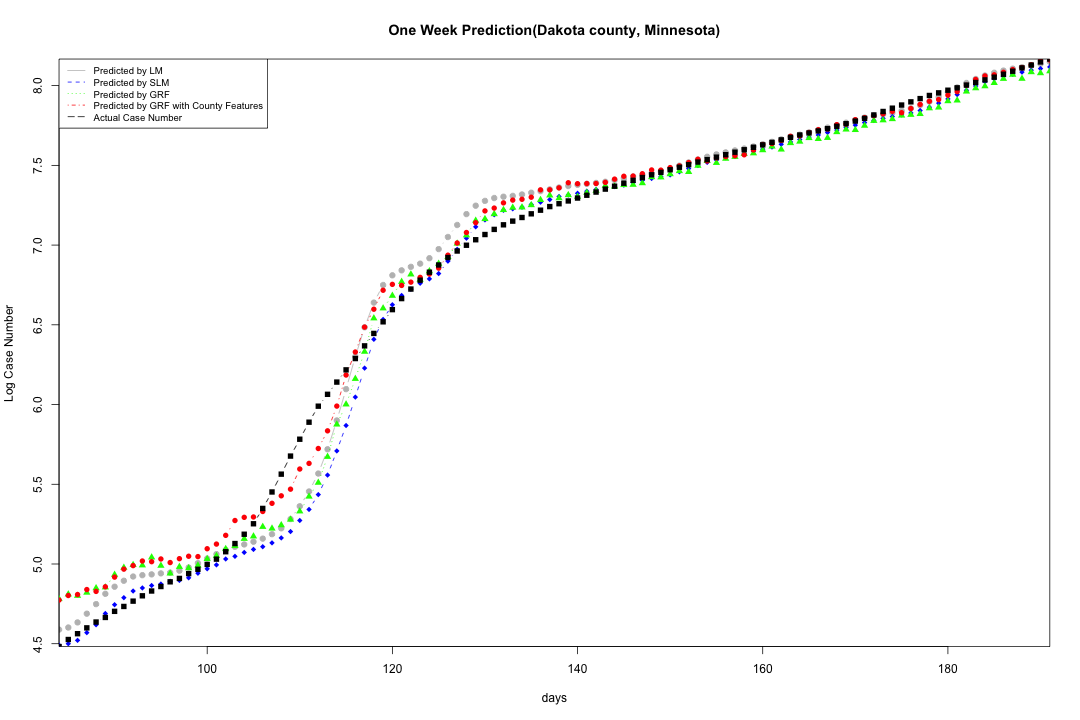 One Week Prediction(Dakota county, Minnesota)
Predicted by LM
Predicted by SLM
Predicted by GRF
Predicted by GRF with County Features
Actual Case Number
8.0
7.5
7.0
6.5
6.0
5.5
5.0
4.5
Log Case Number
100
120
140
160
180
days